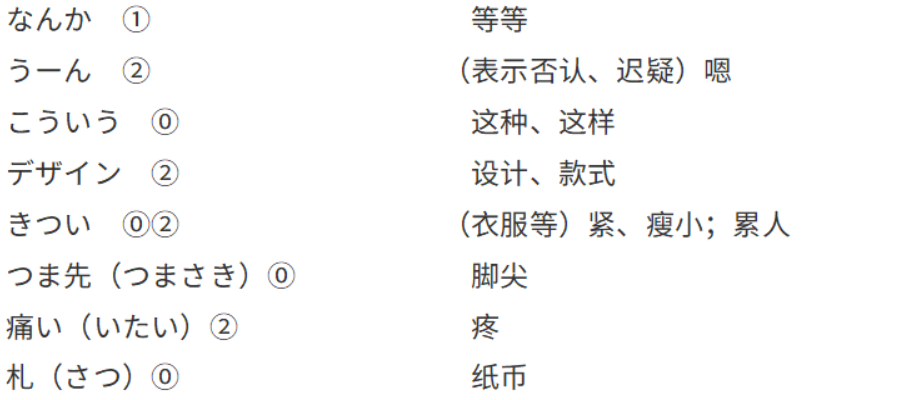 なんか ① 等等
うーん ② （表示否认、迟疑）嗯
こういう ⓪ 这种、这样
デザイン ② 设计、款式
きつい ⓪② （衣服等）紧、瘦小；累人
つま先（つまさき）⓪ 脚尖
痛い（いたい）② 疼
札（さつ）⓪ 纸币